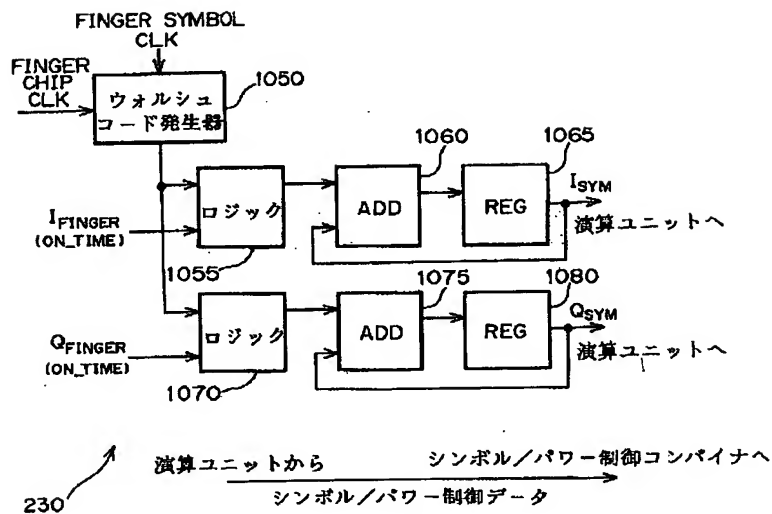 FINGER SYMBOL
CLK
FINGER
CHIP
CLK
1050
ウォルシュ
コード発生器
1060
1065
I_SYM
ロジック
ADD
REG
I_FINGER
(ON_TIME)
演算ユニットへ
1055
1075
1080
Q_SYM
ロジック
ADD
REG
Q_FINGER
(ON_TIME)
演算ユニットへ
1070
演算ユニットから
シンボル/パワー制御コンバイナへ
シンボル/パワー制御データ
230